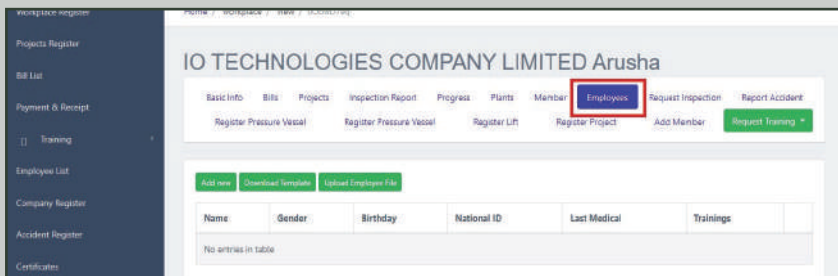 Workplace Register
Projects Register
Bill List
Payment & Receipt
Training
Employee List
Company Register
Accident Register
Certificates
Home / Workplace / View /
IO TECHNOLOGIES COMPANY LIMITED Arusha
Basic Info Bills Projects Inspection Report Progress Plants Member Employees Request Inspection Report Accident
Register Pressure Vessel Register Pressure Vessel Register Lift Register Project Add Member Request Training
Add new Download Template Upload Employee File
Name Gender Birthday National ID Last Medical Trainings
No entries in table